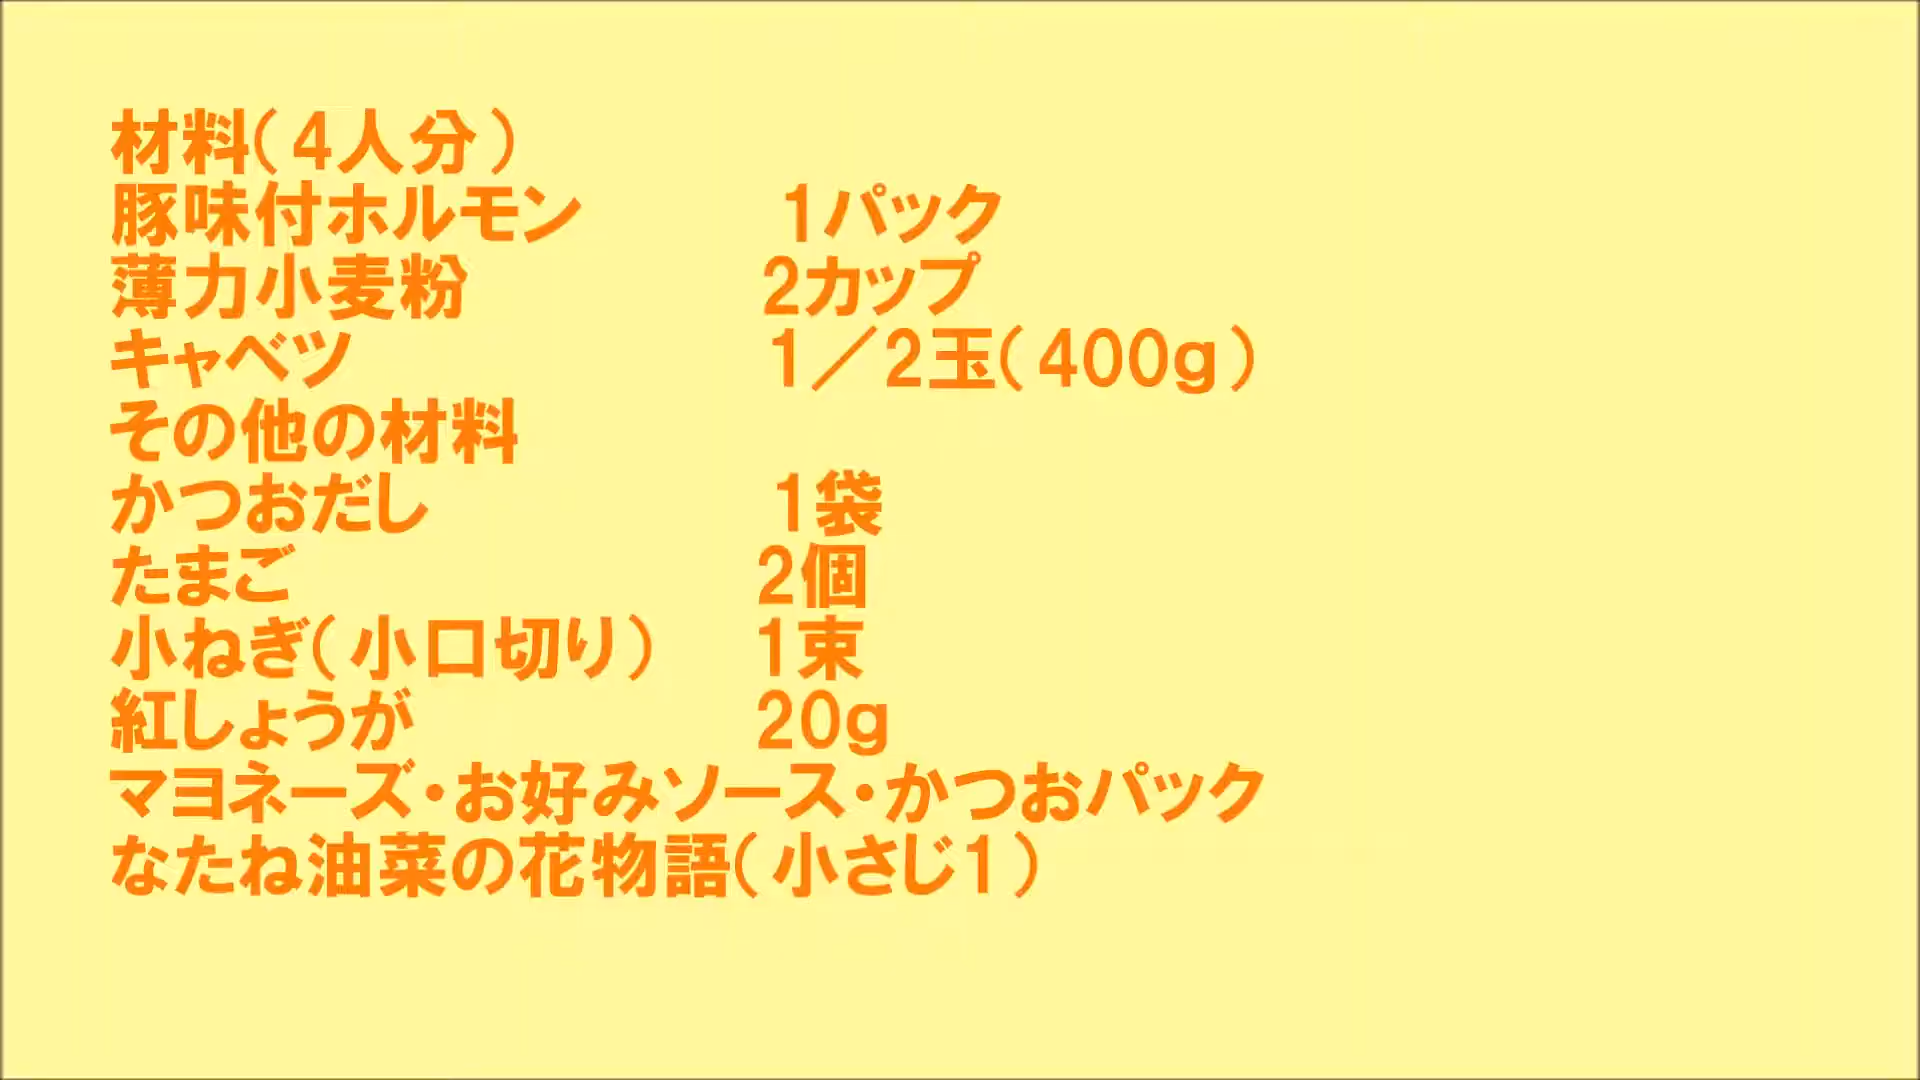 材料（４人分）
豚味付ホルモン　1パック
薄力小麦粉　2カップ
キャベツ　1／2玉（400g）
その他の材料
かつおだし　1袋
たまご　2個
小ねぎ（小口切り）　1束
紅しょうが　20g
マヨネーズ・お好みソース・かつおパック
なたね油菜の花物語（小さじ1）